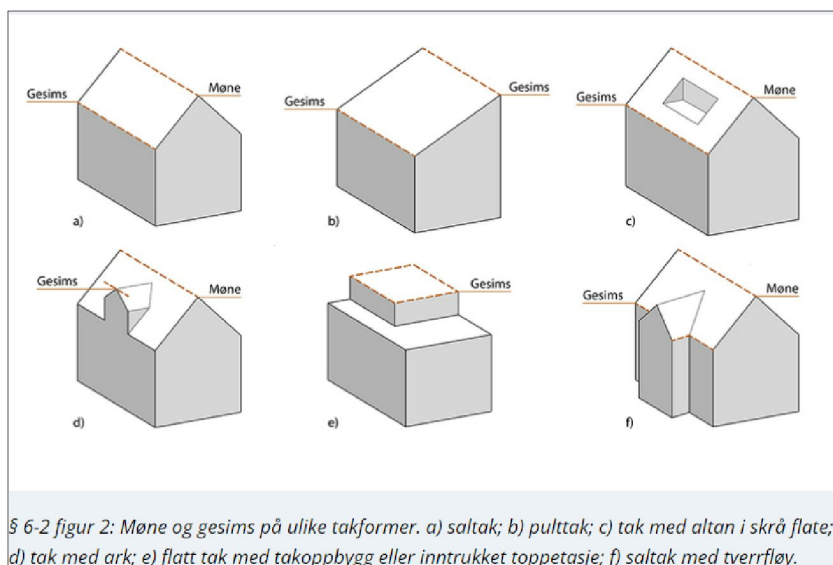 Gesims
Møne
a)
Gesims
Gesims
b)
Gesims
Møne
c)
Gesims
Møne
d)
Gesims
e)
Gesims
Møne
f)
§ 6-2 figur 2: Møne og gesims på ulike takformer. a) saltak; b) pulttak; c) tak med altan i skrå flate;
d) tak med ark; e) flatt tak med takoppbygg eller inntrukket toppetasje; f) saltak med tverrfløy.